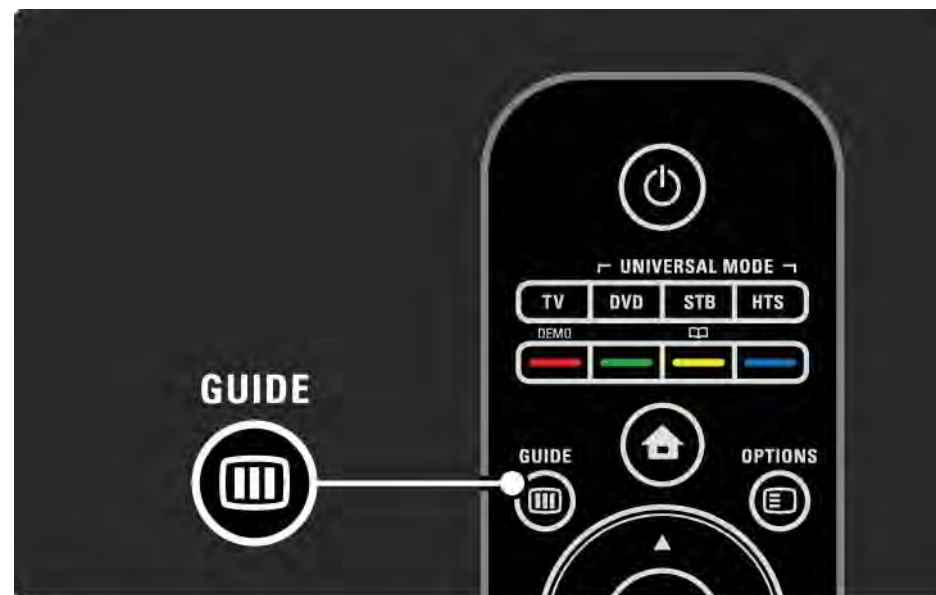 UNIVERSAL MODE
TV DVD STB HTS
DEMO
GUIDE
GUIDE
OPTIONS